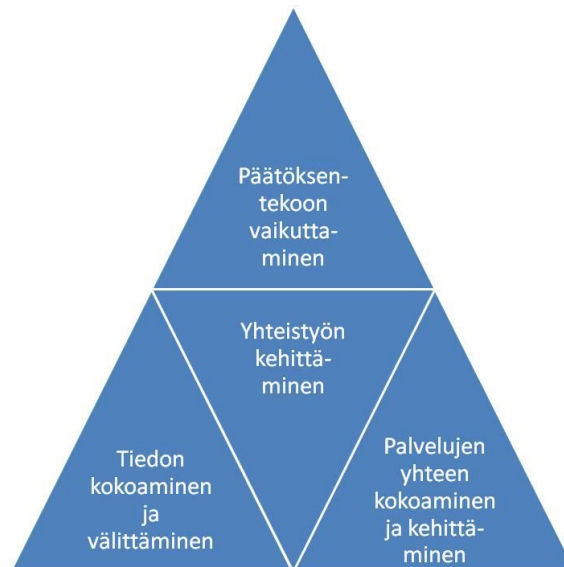 Päätöksen-
tekoon
vaikutta-
minen
Yhteistyön
kehittä-
minen
Tiedon
kokoaminen
ja
välittäminen
Palvelujen
yhteen
kokoaminen
ja kehittä-
minen